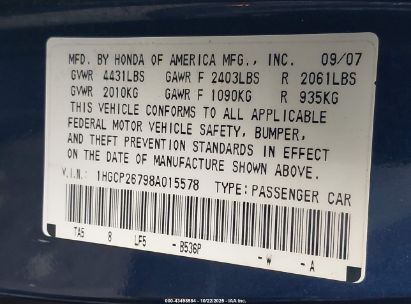 MFD. BY HONDA OF AMERICA MFG., INC. 09/07
GVWR 4431LBS GAWR F 2403LBS R 2061LBS
GVWR 2010KG GAWR F 1090KG R 935KG
THIS VEHICLE CONFORMS TO ALL APPLICABLE
FEDERAL MOTOR VEHICLE SAFETY, BUMPER,
AND THEFT PREVENTION STANDARDS IN EFFECT
ON THE DATE OF MANUFACTURE SHOWN ABOVE.
V.I.N.: 1HGCP26798A015578 TYPE: PASSENGER CAR
TA5 8 LF5 - B536P - W - A